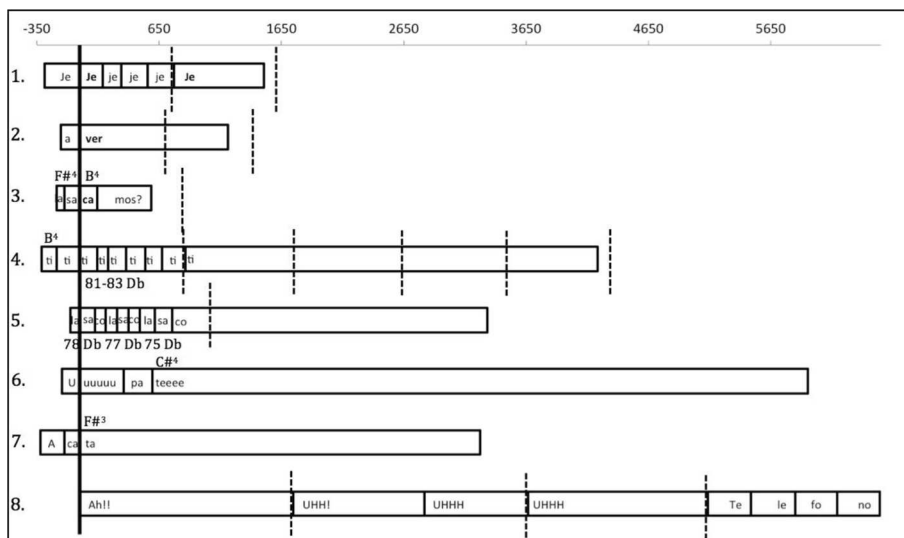 -350 650 1650 2650 3650 4650 5650
1. Je Je je je je Je
2. a ver
F#⁴ B⁴
3. la sa ca mos?
B⁴
4. ti ti ti ti ti ti ti ti ti
81-83 Db
5. la sa co la sa co la sa co
78 Db 77 Db 75 Db
C#⁴
6. U uuuuu pa teeee
F#³
7. A ca ta
8. Ah!! UHH! UHHH UHHH Te le fo no